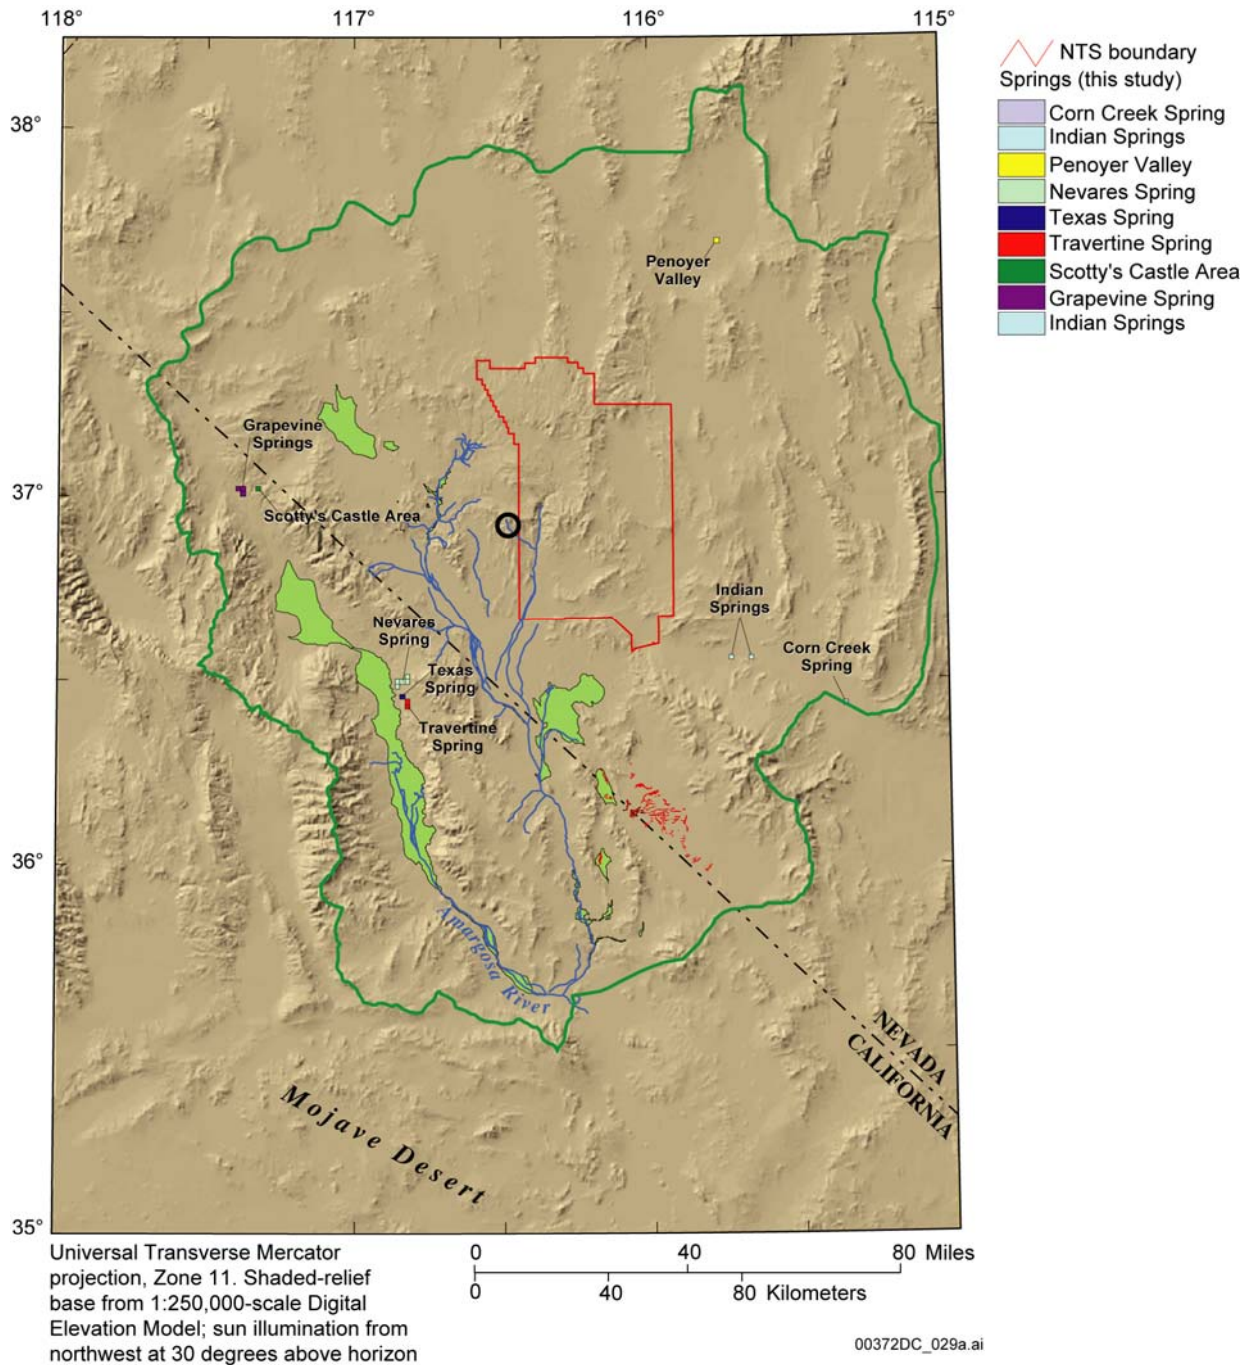 118°
117°
116°
115°
NTS boundary
Springs (this study)
Corn Creek Spring
Indian Springs
Penoyer Valley
Nevares Spring
Texas Spring
Travertine Spring
Scotty's Castle Area
Grapevine Spring
Indian Springs
38°
Penoyer
Valley
Grapevine
Springs
37°
Scotty's Castle Area
Indian
Springs
Nevares
Spring
Corn Creek
Spring
Texas
Spring
Travertine
Spring
36°
Amargosa River
NEVADA
CALIFORNIA
Mojave Desert
35°
Universal Transverse Mercator
projection, Zone 11. Shaded-relief
base from 1:250,000-scale Digital
Elevation Model; sun illumination from
northwest at 30 degrees above horizon
0 40 80 Miles
0 40 80 Kilometers
00372DC_029a.ai